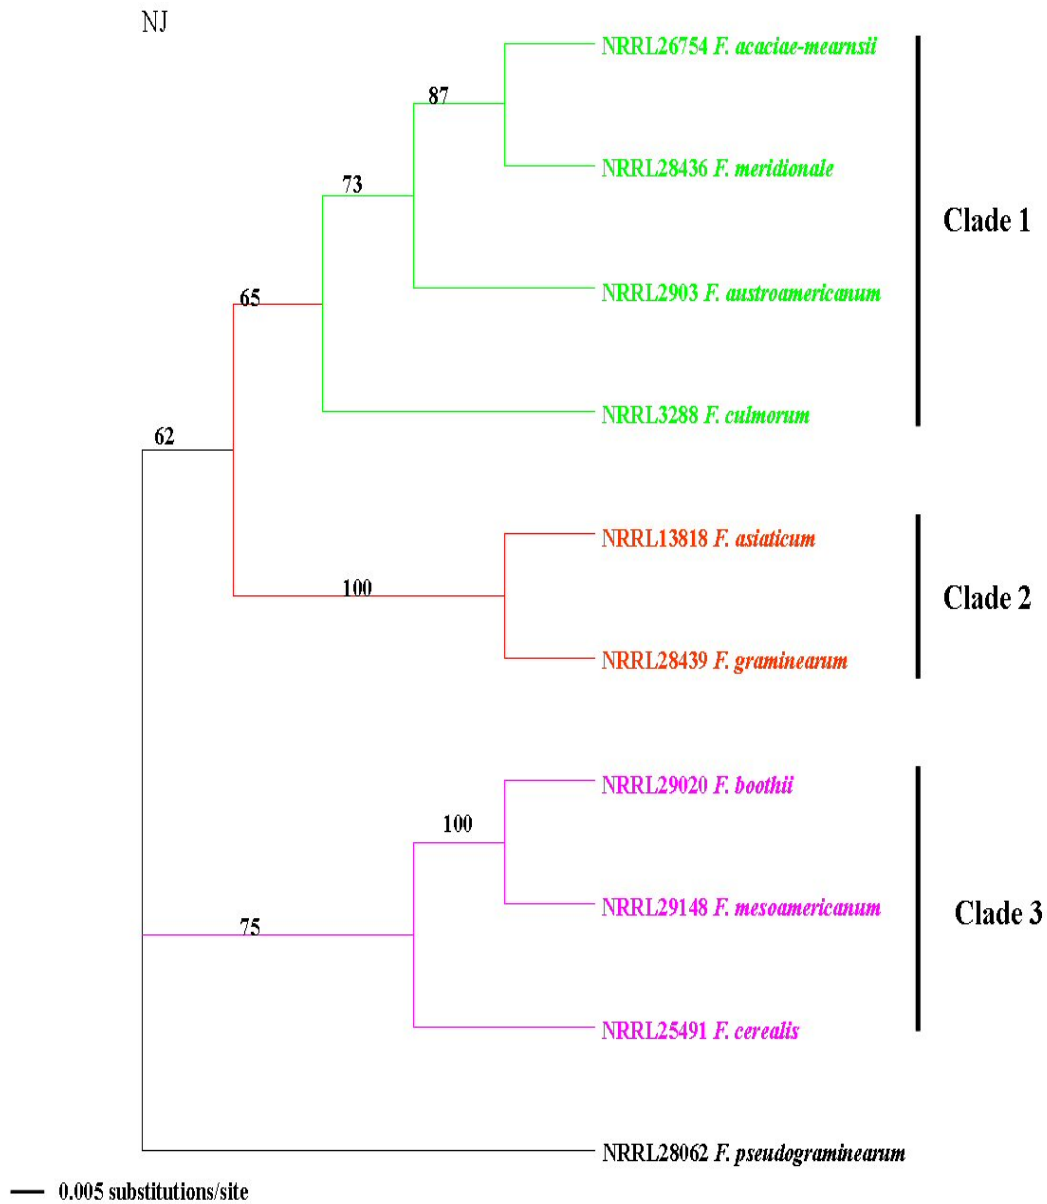 NJ
NRRL26754 F. acaciae-mearnsii
87
NRRL28436 F. meridionale
73
Clade 1
NRRL2903 F. austroamericanum
65
NRRL3288 F. culmorum
62
NRRL13818 F. asiaticum
100
Clade 2
NRRL28439 F. graminearum
NRRL29020 F. boothii
100
NRRL29148 F. mesoamericanum
Clade 3
75
NRRL25491 F. cerealis
NRRL28062 F. pseudograminearum
0.005 substitutions/site